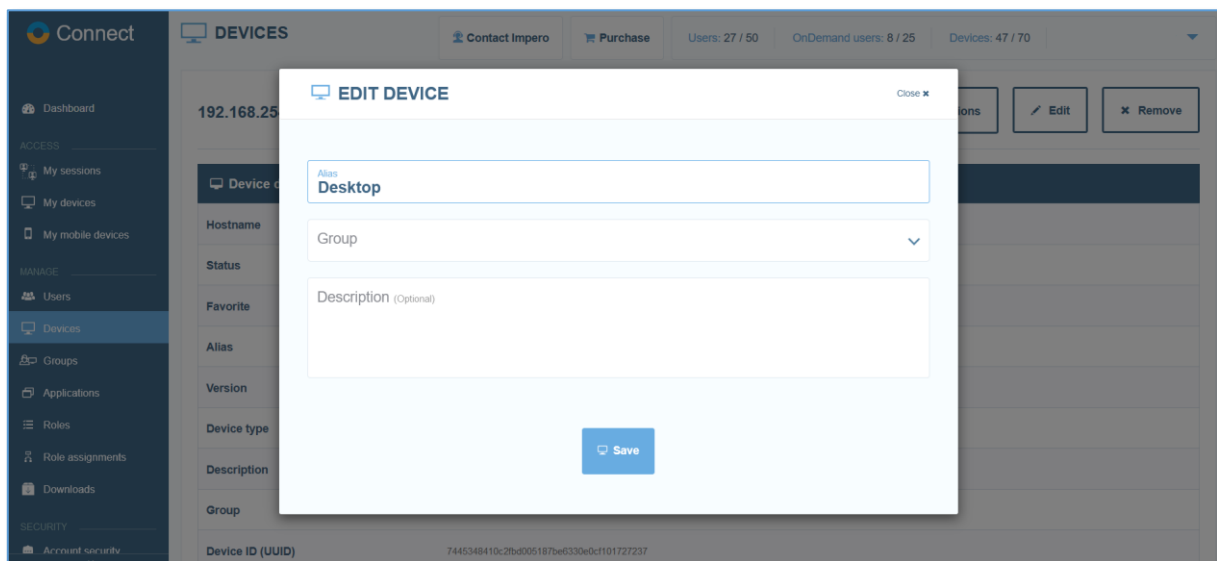 Connect
DEVICES
Contact Impero
Purchase
Users: 27 / 50
OnDemand users: 8 / 25
Devices: 47 / 70
Dashboard
ACCESS
My sessions
My devices
My mobile devices
MANAGE
Users
Devices
Groups
Applications
Roles
Role assignments
Downloads
SECURITY
Account security
192.168.25
ions
Edit
Remove
Device d
Hostname
Status
Favorite
Alias
Version
Device type
Description
Group
Device ID (UUID)
7445348410c2fbd005187be6330e0cf101727237
EDIT DEVICE
Close
Alias
Desktop
Group
Description (Optional)
Save